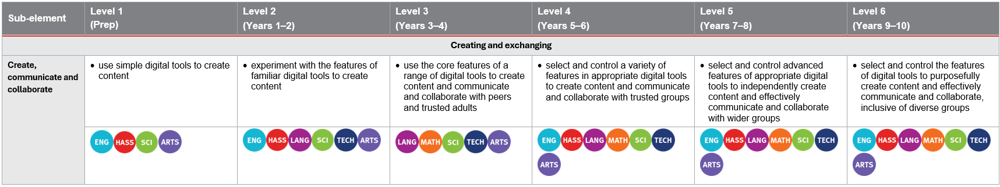 Sub-element
Level 1
(Prep)
Level 2
(Years 1–2)
Level 3
(Years 3–4)
Level 4
(Years 5–6)
Level 5
(Years 7–8)
Level 6
(Years 9–10)
Creating and exchanging
Create,
communicate and
collaborate
• use simple digital tools to create
content
• experiment with the features of
familiar digital tools to create
content
• use the core features of a
range of digital tools to create
content and communicate
and collaborate with peers
and trusted adults
• select and control a variety of
features in appropriate digital tools
to create content and communicate
and collaborate with trusted groups
• select and control advanced
features of appropriate digital
tools to independently create
content and effectively
communicate and collaborate
with wider groups
• select and control the features
of digital tools to purposefully
create content and effectively
communicate and collaborate,
inclusive of diverse groups
ENG HASS SCI ARTS
ENG HASS LANG SCI TECH ARTS
LANG MATH SCI TECH ARTS
ENG HASS LANG MATH SCI TECH
ARTS
ENG HASS LANG MATH SCI TECH
ARTS
ENG HASS LANG MATH SCI TECH
ARTS